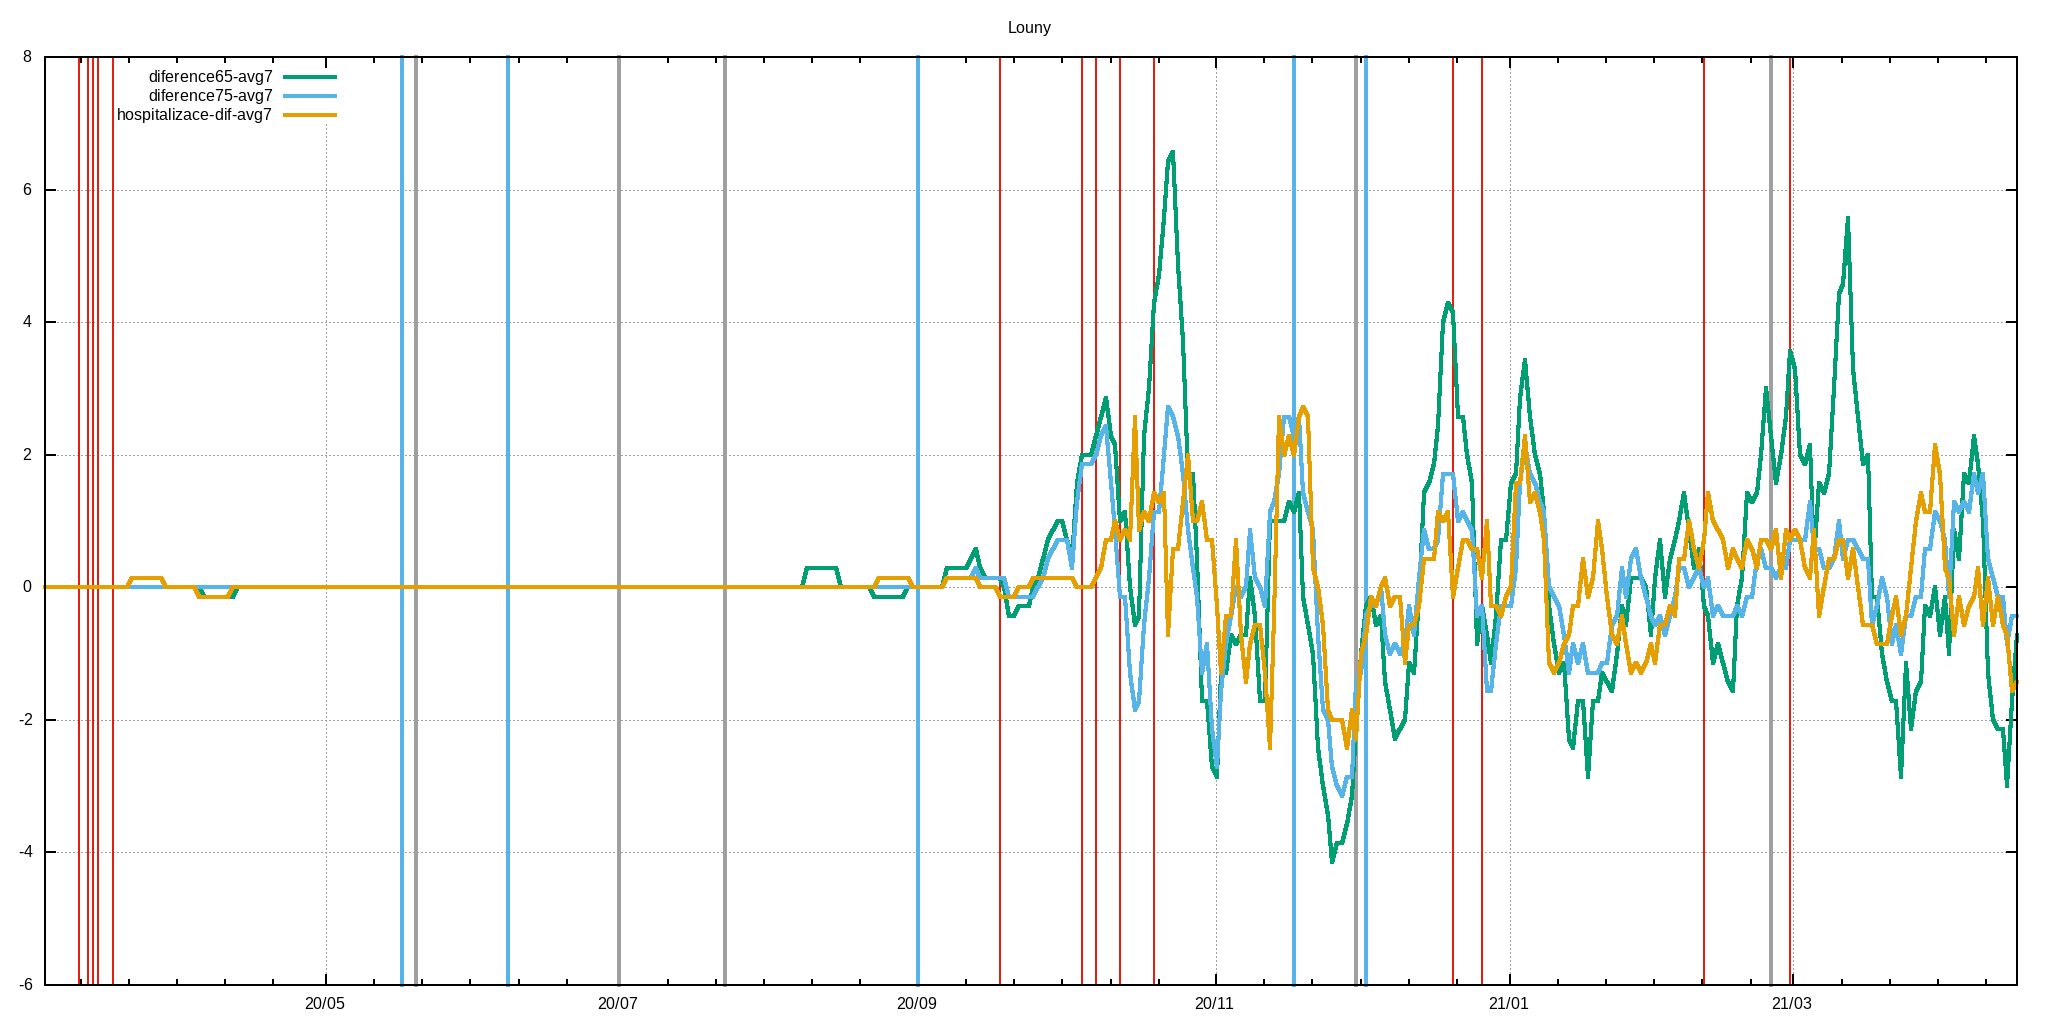 Louny
8
diference65-avg7
diference75-avg7
hospitalizace-dif-avg7
6
4
2
0
-2
-4
-6
20/05 20/07 20/09 20/11 21/01 21/03